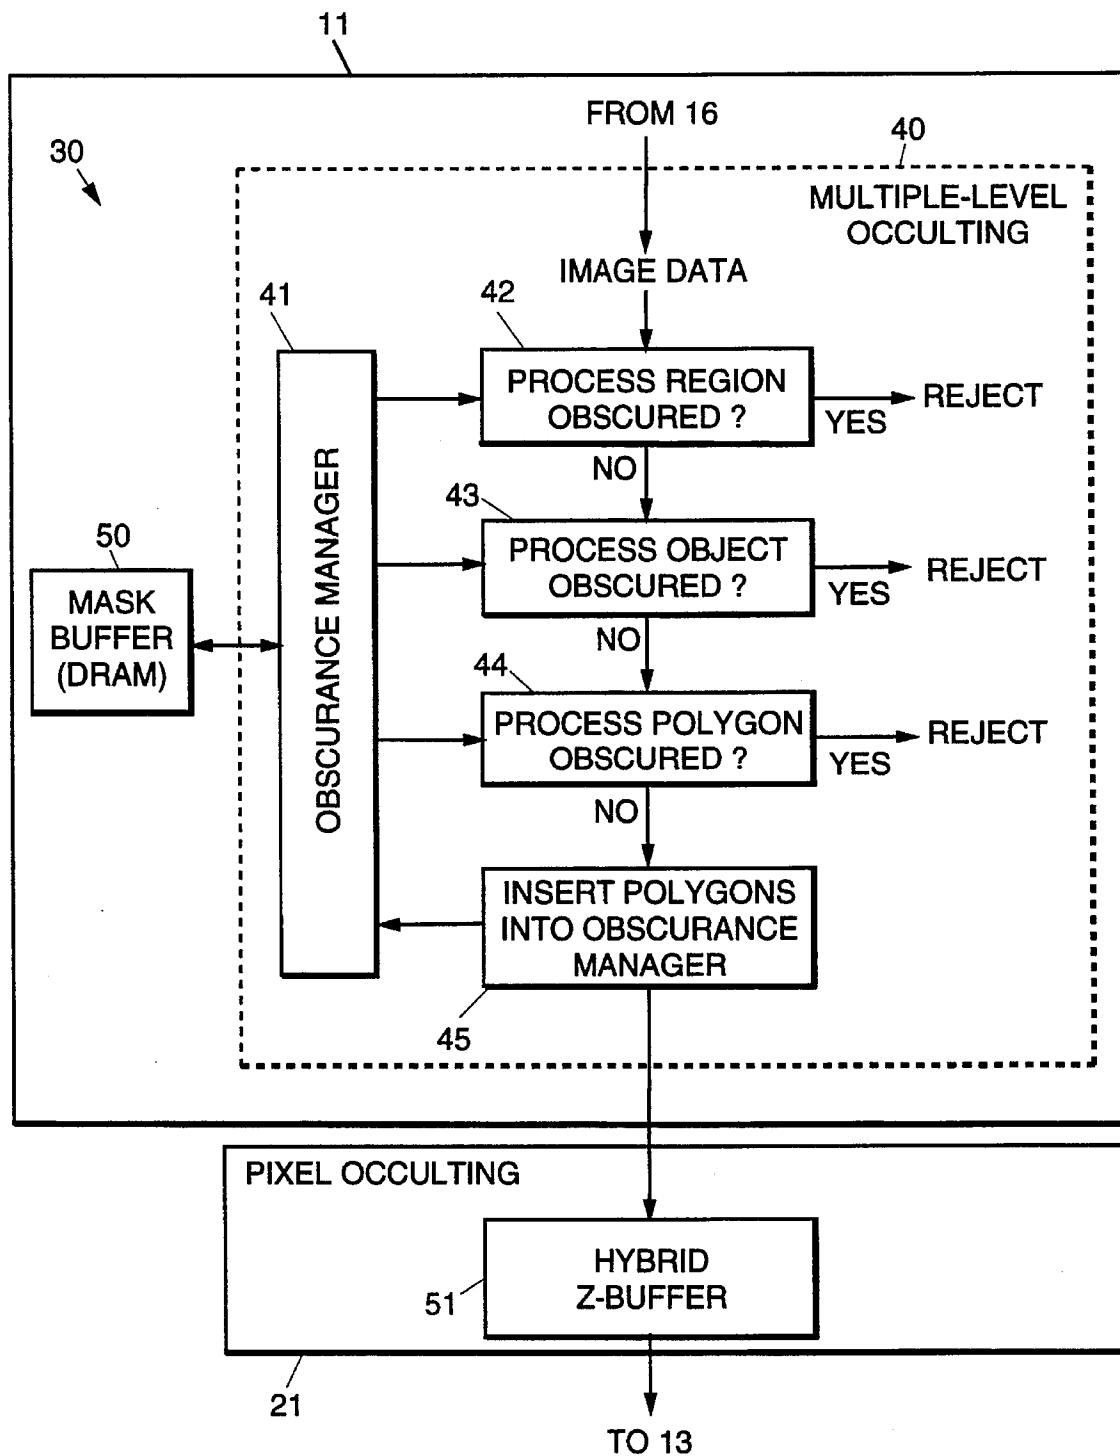 11
FROM 16
30
40
MULTIPLE-LEVEL
OCCULTING
IMAGE DATA
41
42
PROCESS REGION
OBSCURED ?
YES
REJECT
NO
43
PROCESS OBJECT
OBSCURED ?
YES
REJECT
NO
50
MASK
BUFFER
(DRAM)
OBSCURANCE MANAGER
44
PROCESS POLYGON
OBSCURED ?
YES
REJECT
NO
INSERT POLYGONS
INTO OBSCURANCE
MANAGER
45
PIXEL OCCULTING
HYBRID
Z-BUFFER
51
21
TO 13